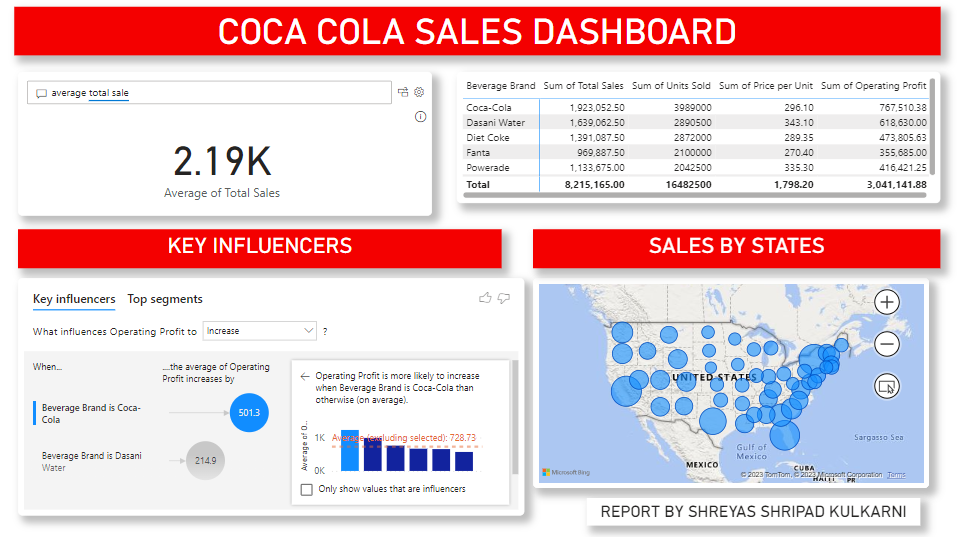 COCA COLA SALES DASHBOARD
average total sale
2.19K
Average of Total Sales
Beverage Brand Sum of Total Sales Sum of Units Sold Sum of Price per Unit Sum of Operating Profit
Coca-Cola 1,923,052.50 3989000 296.10 767,510.38
Dasani Water 1,639,062.50 2890500 343.10 618,630.00
Diet Coke 1,391,087.50 2872000 289.35 473,805.63
Fanta 969,887.50 2100000 270.40 355,685.00
Powerade 1,133,675.00 2042500 335.30 416,421.25
Total 8,215,165.00 16482500 1,798.20 3,041,141.88
KEY INFLUENCERS
Key influencers Top segments
What influences Operating Profit to Increase ?
When...
....the average of Operating
Profit increases by
Beverage Brand is Coca-
Cola
501.3
Beverage Brand is Dasani
Water
214.9
Operating Profit is more likely to increase
when Beverage Brand is Coca-Cola than
otherwise (on average).
Average of O...
1K
Average (excluding selected): 728.73
0K
Only show values that are influencers
SALES BY STATES
UNITED STATES
Gulf of
Mexico
Sargasso Sea
MEXICO
CUBA
HAITI
PR
Microsoft Bing
© 2023 TomTom, © 2023 Microsoft Corporation Terms
REPORT BY SHREYAS SHRIPAD KULKARNI